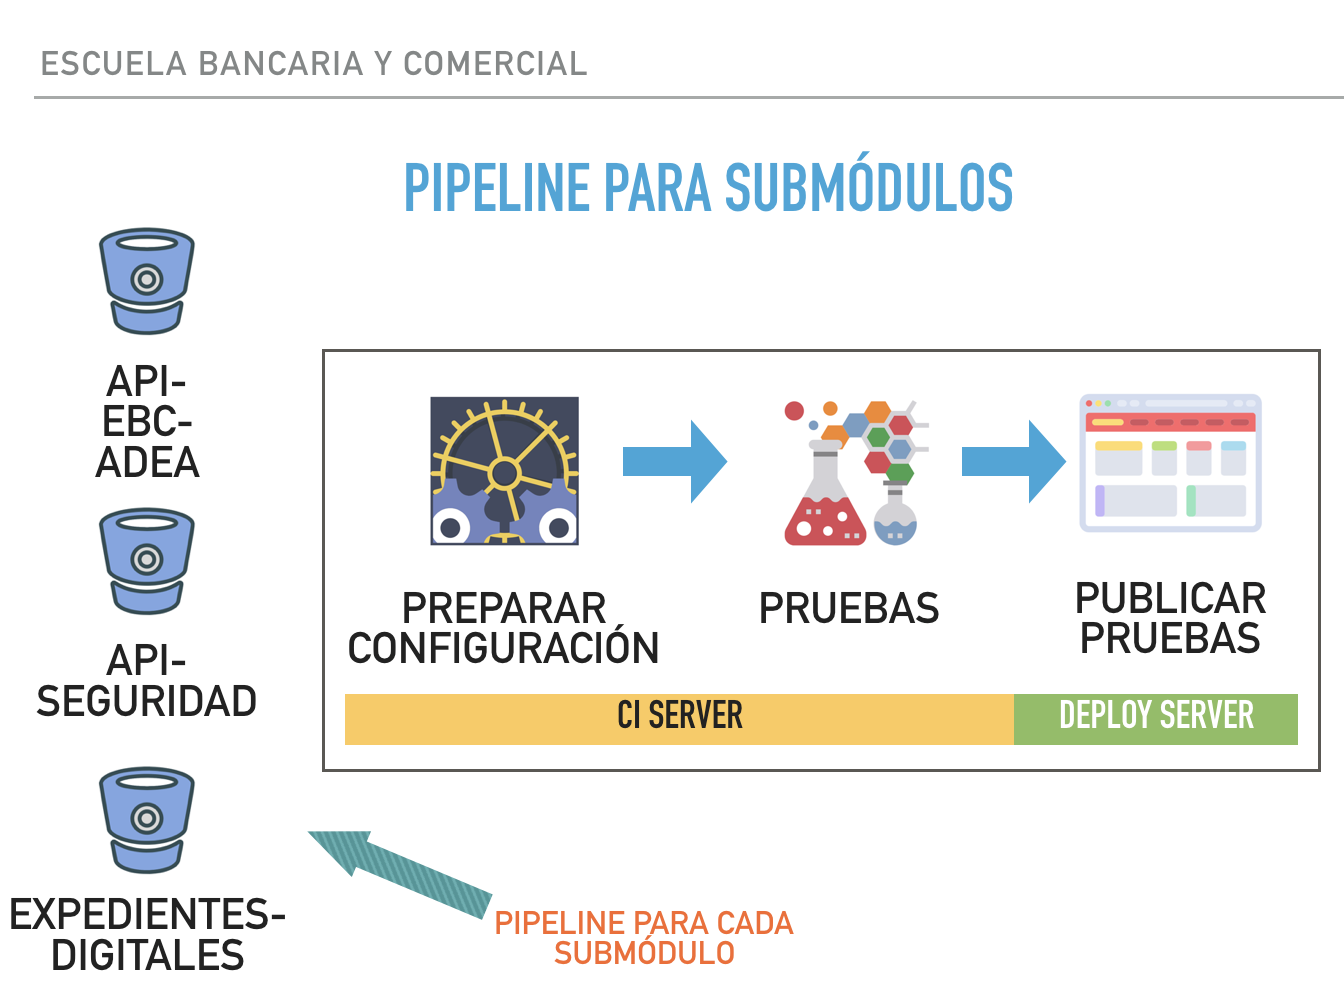 ESCUELA BANCARIA Y COMERCIAL
PIPELINE PARA SUBMÓDULOS
API-
EBC-
ADEA
API-
SEGURIDAD
EXPEDIENTES-
DIGITALES
PREPARAR
CONFIGURACIÓN
PRUEBAS
PUBLICAR
PRUEBAS
CI SERVER
DEPLOY SERVER
PIPELINE PARA CADA
SUBMÓDULO